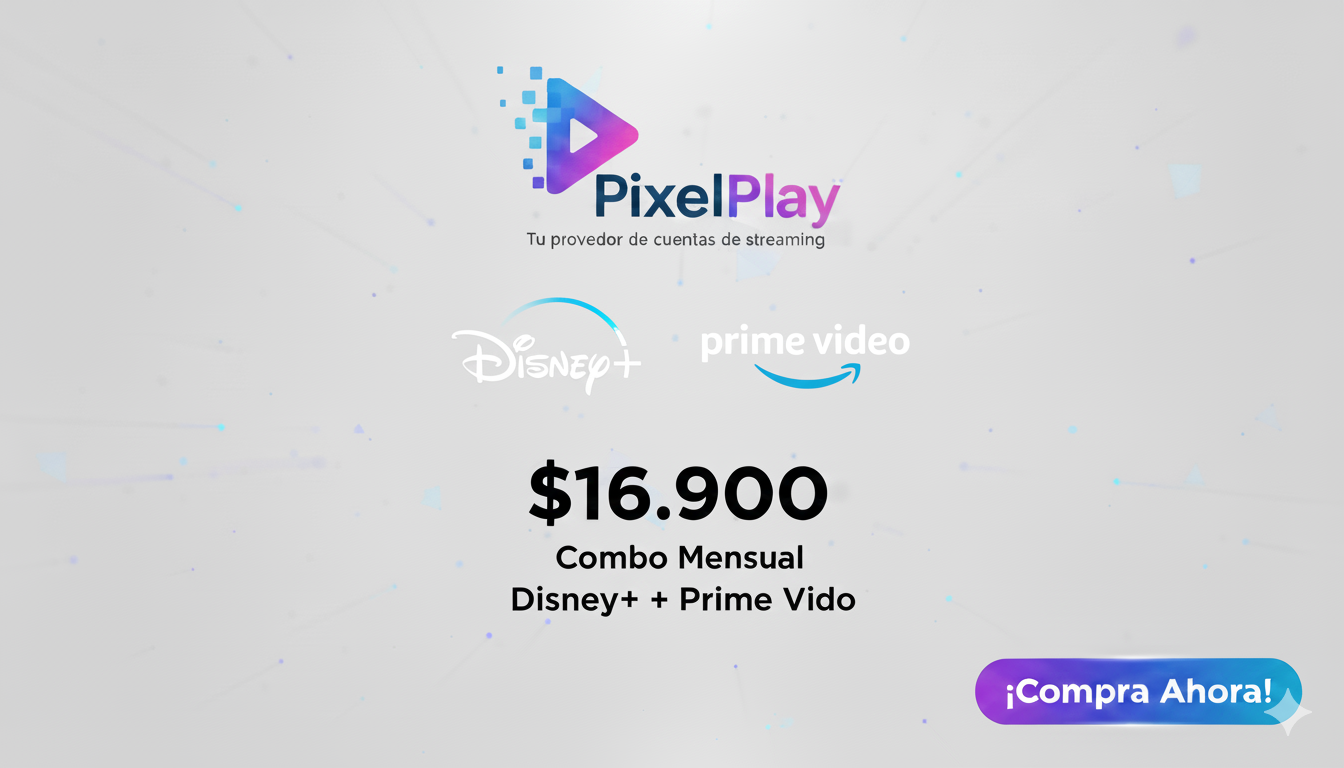 PixelPlay
Tu provedor de cuentas de streaming
Disney+
prime video
$16.900
Combo Mensual
Disney+ + Prime Vido
¡Compra Ahora!